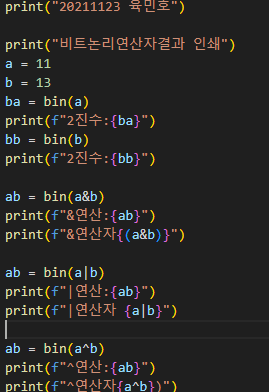 print("20211123 육민호")
print("비트논리연산자결과 인쇄")
a = 11
b = 13
ba = bin(a)
print(f"2진수:{ba}")
bb = bin(b)
print(f"2진수:{bb}")
ab = bin(a&b)
print(f"&연산:{ab}")
print(f"&연산자{(a&b)}")
ab = bin(a|b)
print(f"|연산:{ab}")
print(f"|연산자 {a|b}")
ab = bin(a^b)
print(f"^연산:{ab}")
print(f"^연산자{a^b})")